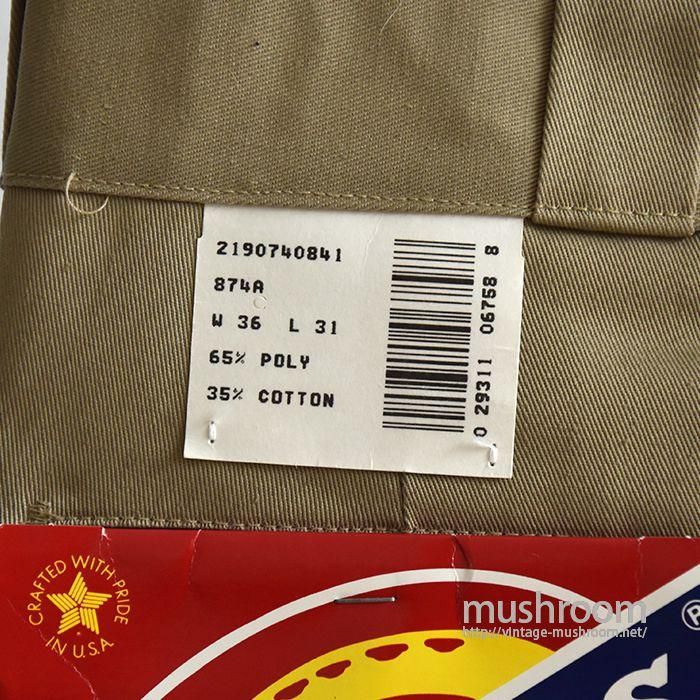 2190740841
874A
W 36 L 31
65% POLY
35% COTTON
0 29311 06758 8
CRAFTED WITH PRIDE
IN U.S.A
mushroom
http://vintage-mushroom.net/
S
®